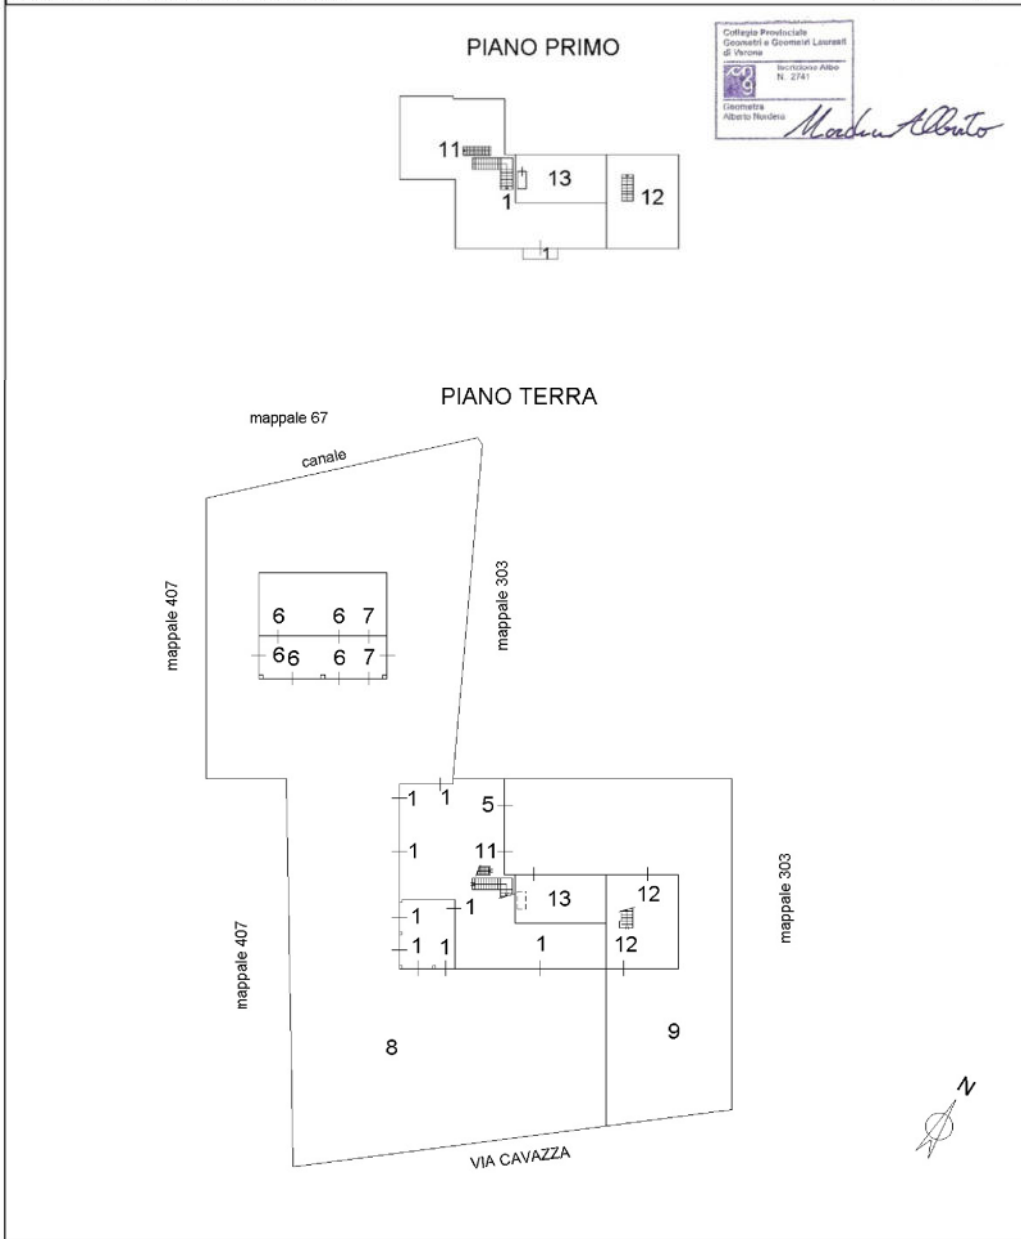 PIANO PRIMO
Collegio Provinciale
Geometri e Geometri Laureati
di Verona
Iscrizione Albo
N. 2741
Geometra
Alberto Nordera
11
13
12
1
1
PIANO TERRA
mappale 67
canale
mappale 407
mappale 303
6 6 7
6 6 6 7
1 1 5
1 11
13 12
1 1
1 1 1 12
mappale 407
mappale 303
8
9
N
VIA CAVAZZA